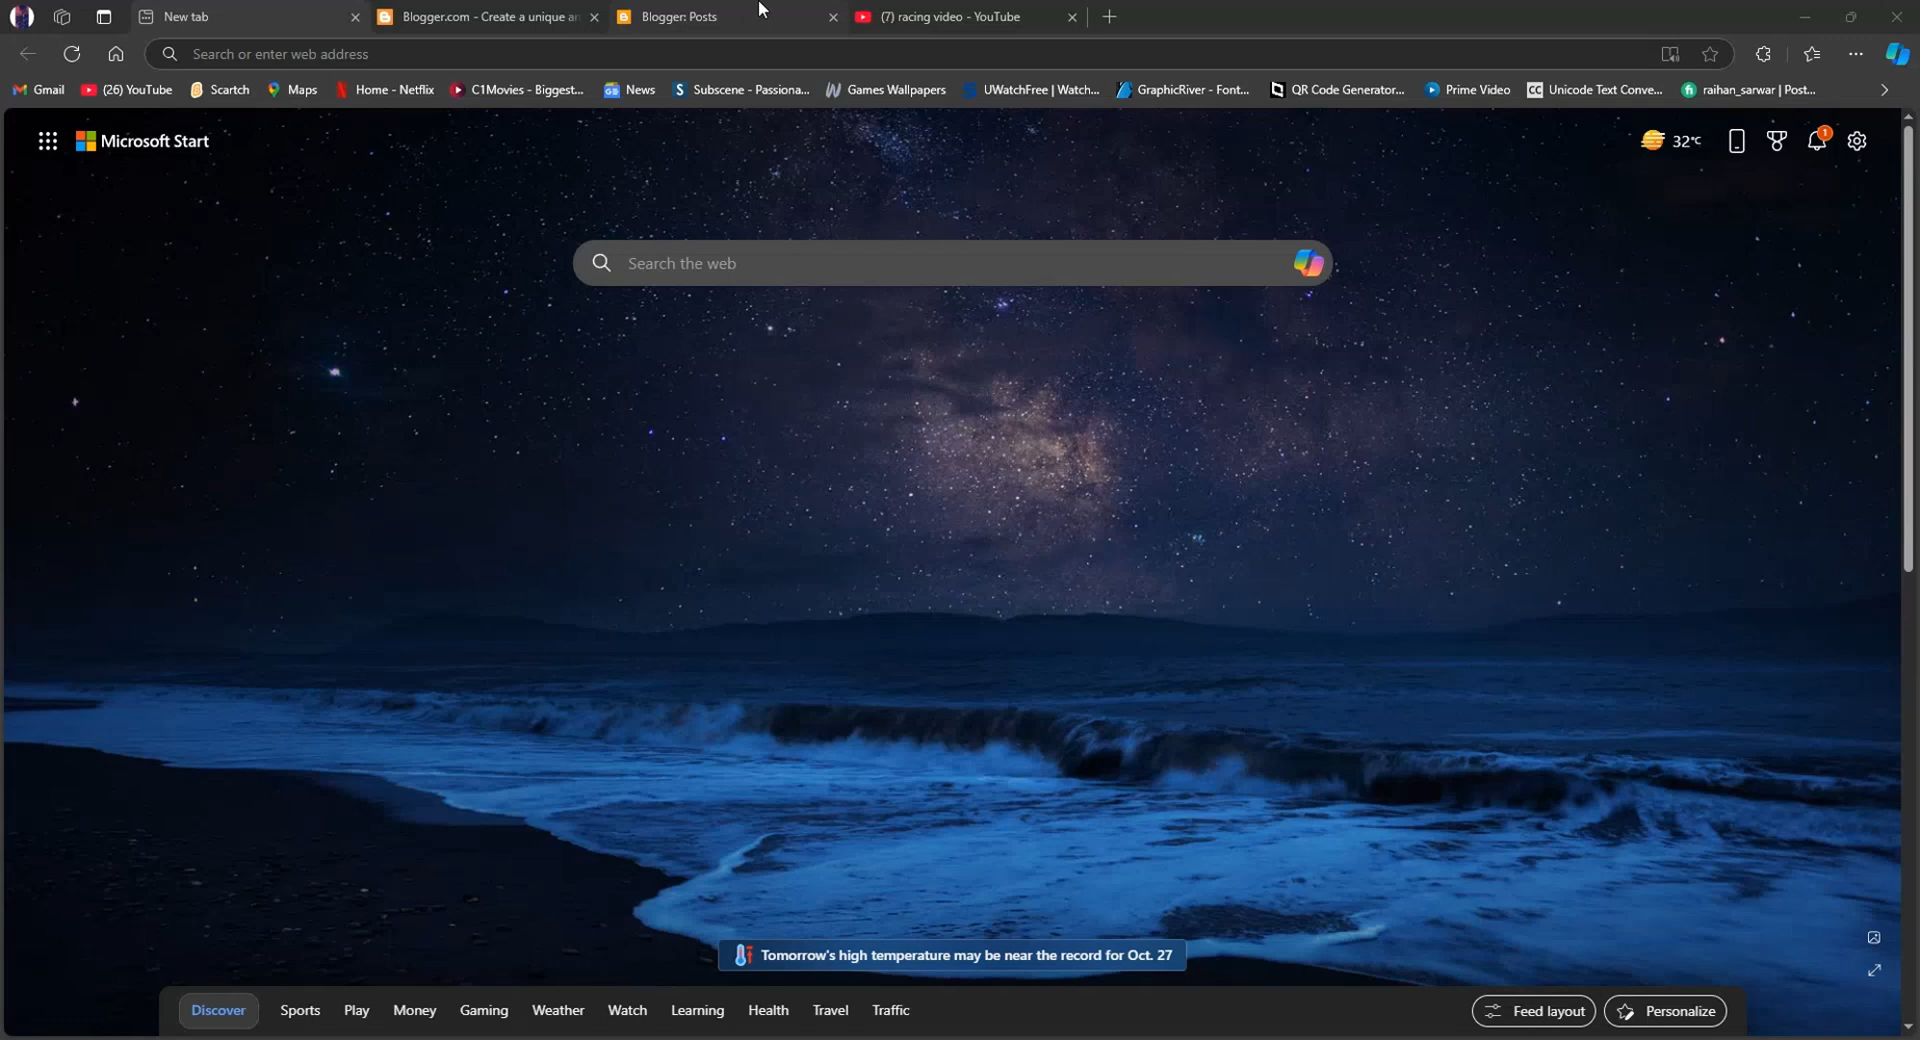 New tab
Blogger.com - Create a unique an
Blogger: Posts
(7) racing video - YouTube
Search or enter web address
Gmail
(26) YouTube
Scartch
Maps
Home - Netflix
C1Movies - Biggest...
News
Subscene - Passiona...
Games Wallpapers
UWatchFree | Watch...
GraphicRiver - Font...
QR Code Generator...
Prime Video
CC Unicode Text Conve...
raihan_sarwar | Post...
Microsoft Start
32°C
1
Search the web
Tomorrow's high temperature may be near the record for Oct. 27
Discover
Sports
Play
Money
Gaming
Weather
Watch
Learning
Health
Travel
Traffic
Feed layout
Personalize